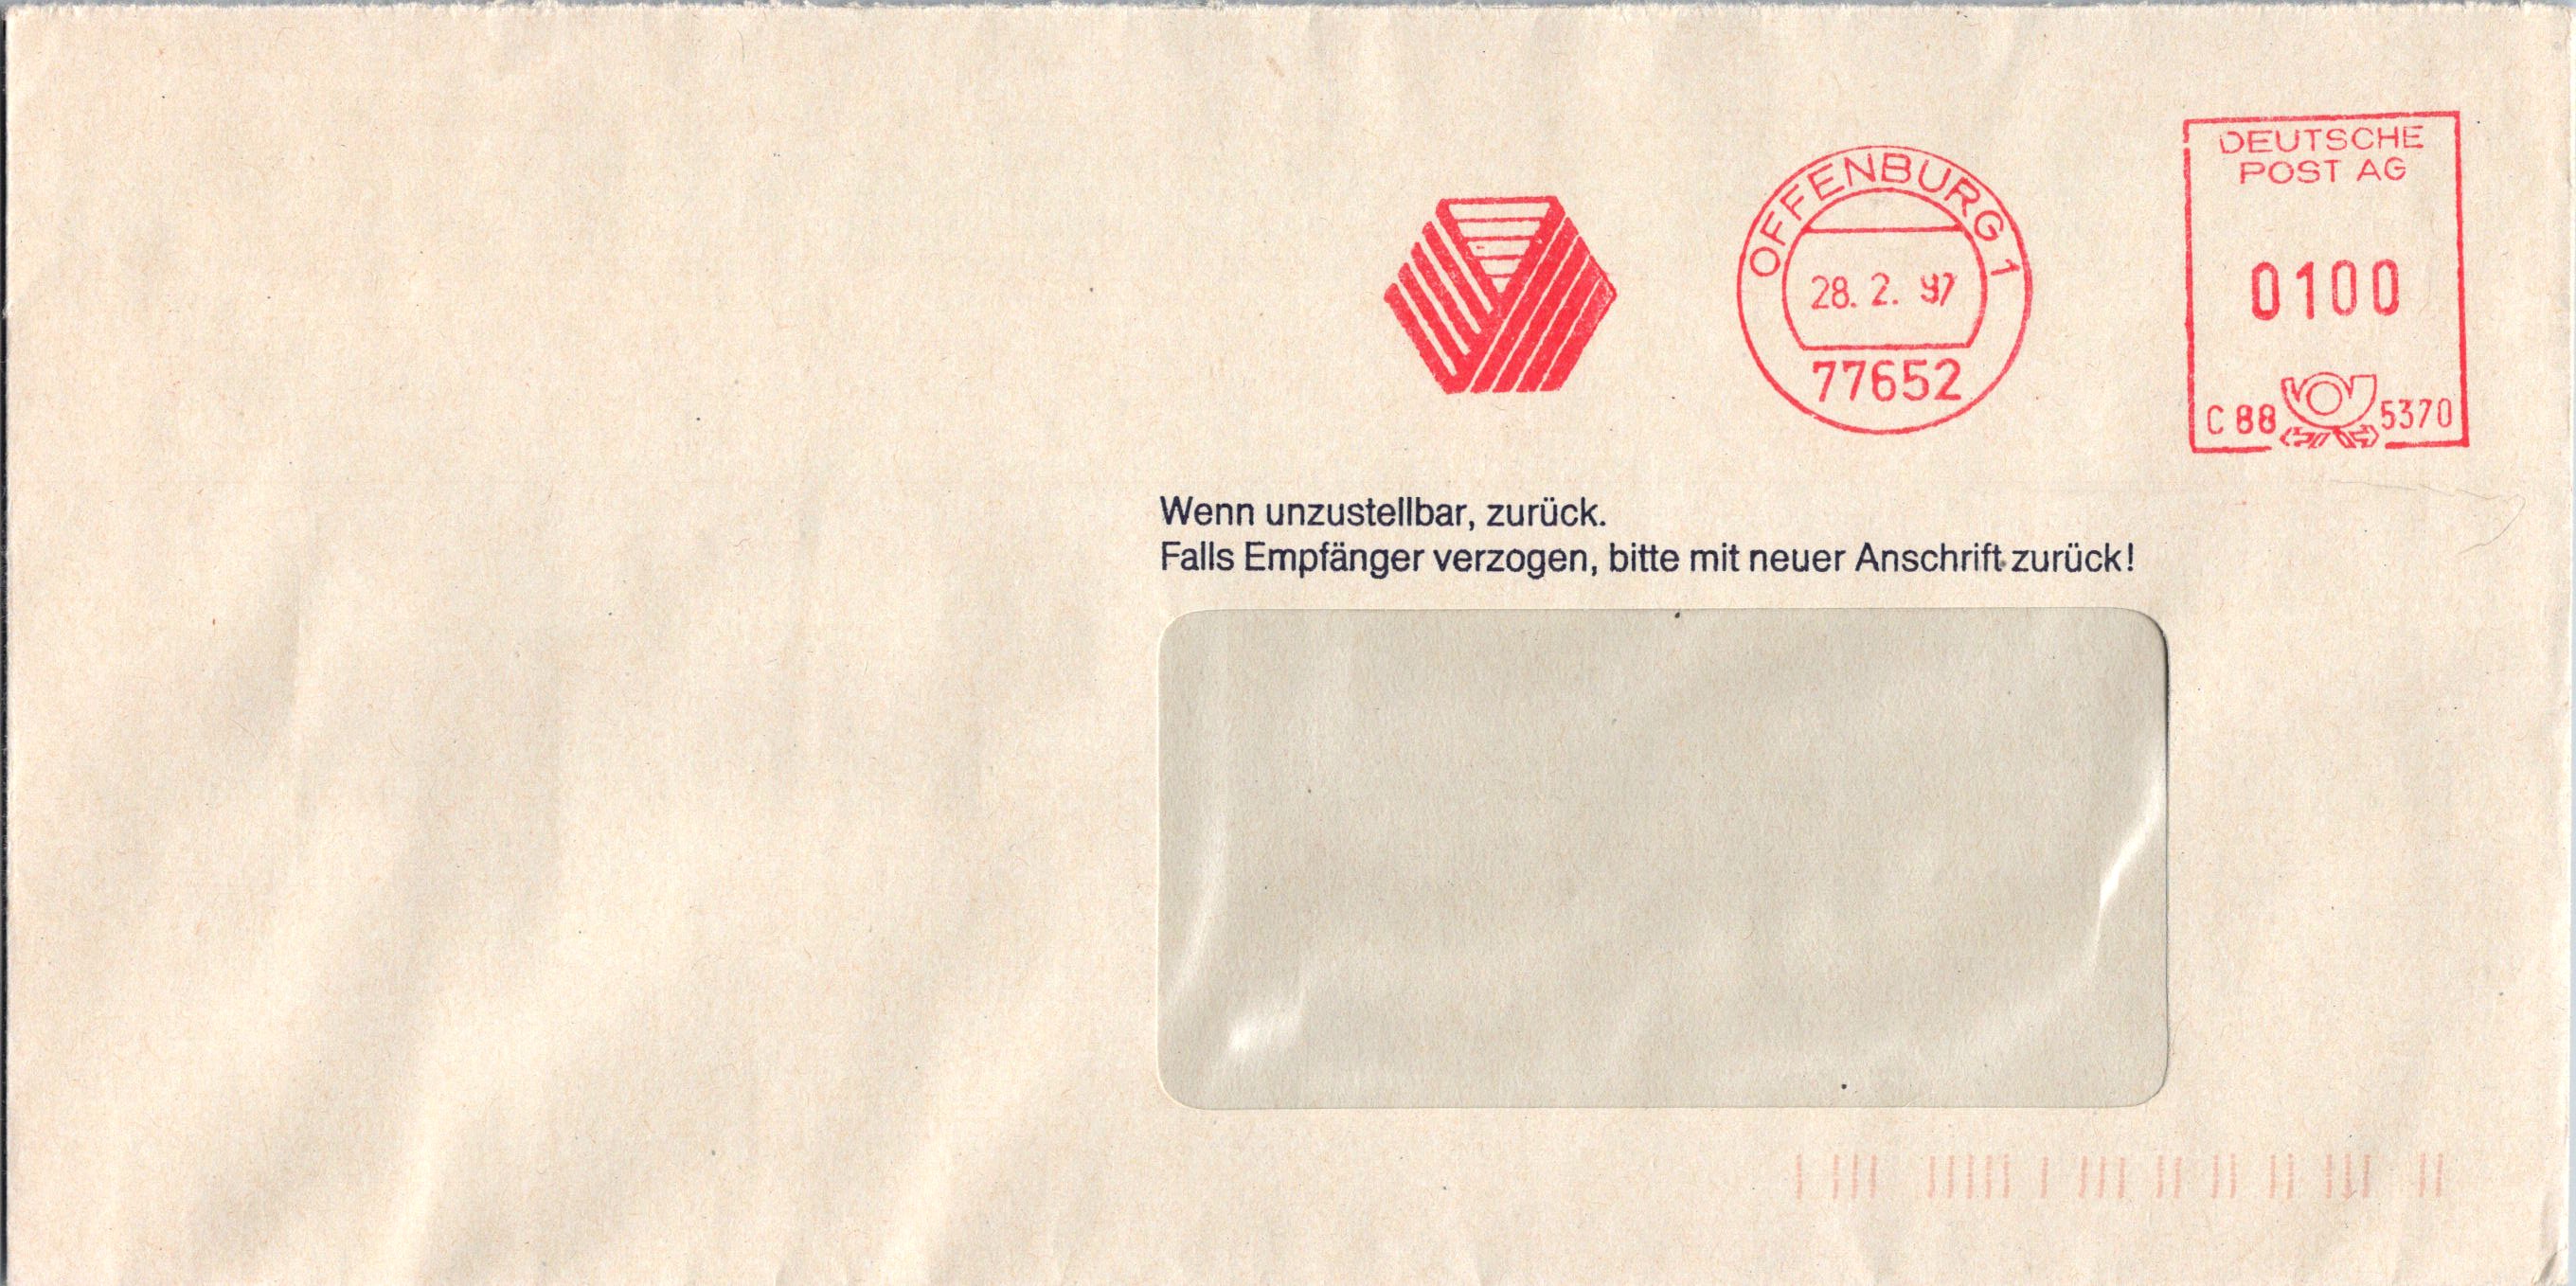 DEUTSCHE
POST AG
0100
C 88 5370
OFFENBURG 1
28. 2. 97
77652
Wenn unzustellbar, zurück.
Falls Empfänger verzogen, bitte mit neuer Anschrift zurück!